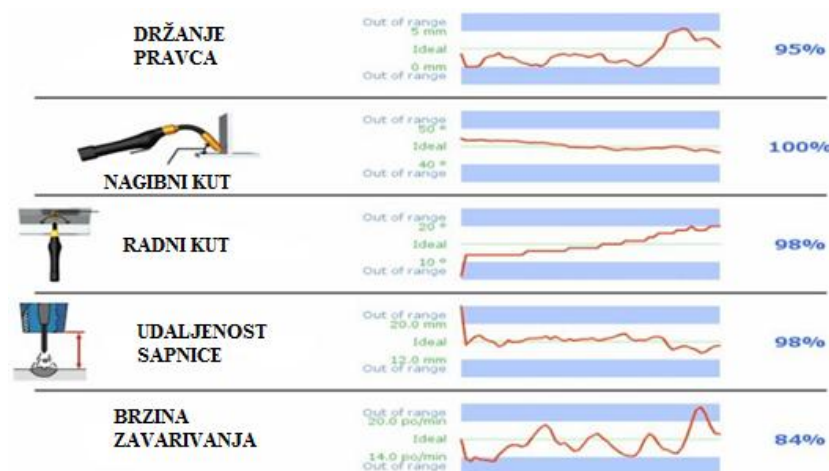 DRŽANJE
PRAVCA
Out of range
5 mm
Ideal
0 mm
Out of range
95%
NAGIBNI KUT
Out of range
50 °
Ideal
40 °
Out of range
100%
RADNI KUT
Out of range
20 °
Ideal
10 °
Out of range
98%
UDALJENOST
SAPNICE
Out of range
20.0 mm
Ideal
12.0 mm
Out of range
98%
BRZINA
ZAVARIVANJA
Out of range
20.0 po/min
Ideal
14.0 po/min
Out of range
84%